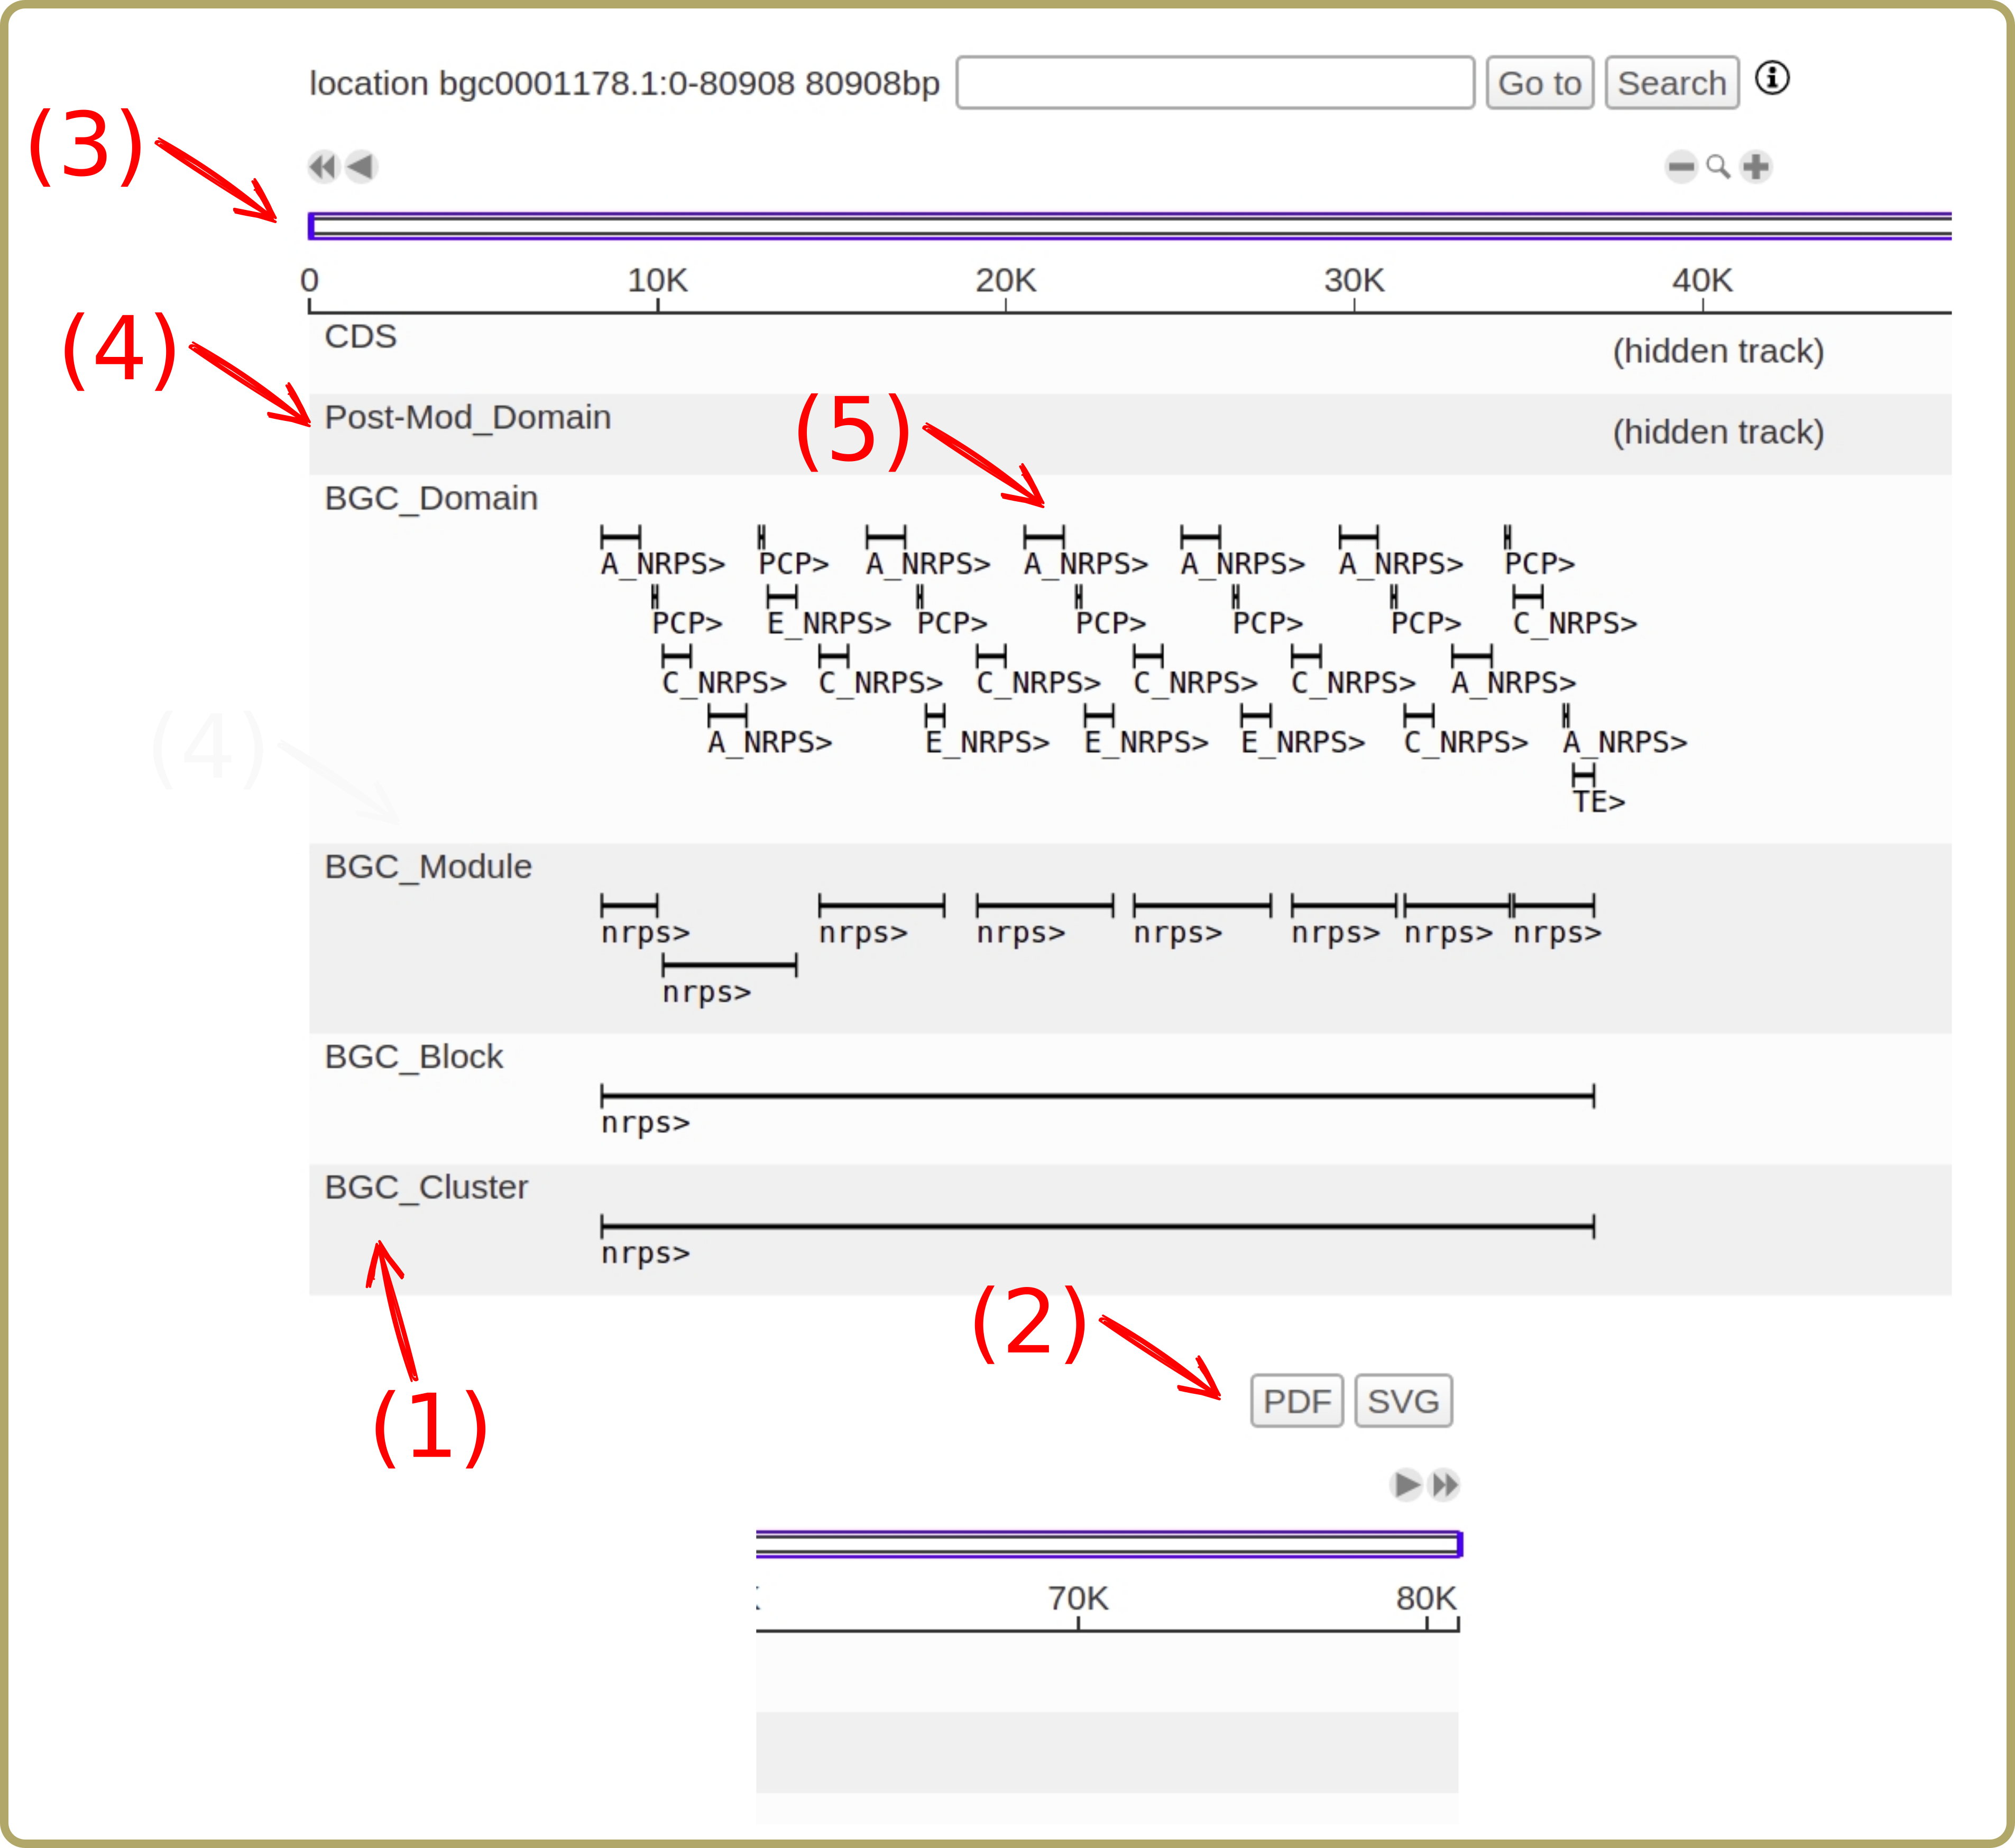 location bgc0001178.1:0-80908 80908bp Go to Search
(3)
0 10K 20K 30K 40K
(4)
CDS (hidden track)
Post-Mod_Domain (hidden track)
(5)
BGC_Domain
A_NRPS> PCP> A_NRPS> A_NRPS> A_NRPS> A_NRPS> PCP>
PCP> E_NRPS> PCP> PCP> PCP> PCP> C_NRPS>
C_NRPS> C_NRPS> C_NRPS> C_NRPS> C_NRPS> A_NRPS>
(4)
A_NRPS> E_NRPS> E_NRPS> E_NRPS> C_NRPS> A_NRPS>
TE>
BGC_Module
nrps> nrps> nrps> nrps> nrps> nrps> nrps>
nrps>
BGC_Block
nrps>
BGC_Cluster
nrps>
(2)
PDF SVG
(1)
70K 80K